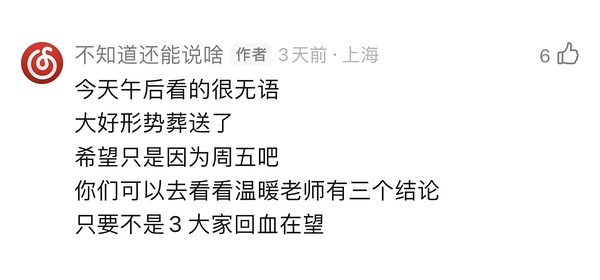 不知道还能说啥 作者 3天前 · 上海 6
今天午后看的很无语
大好形势葬送了
希望只是因为周五吧
你们可以去看看温暖老师有三个结论
只要不是 3 大家回血在望